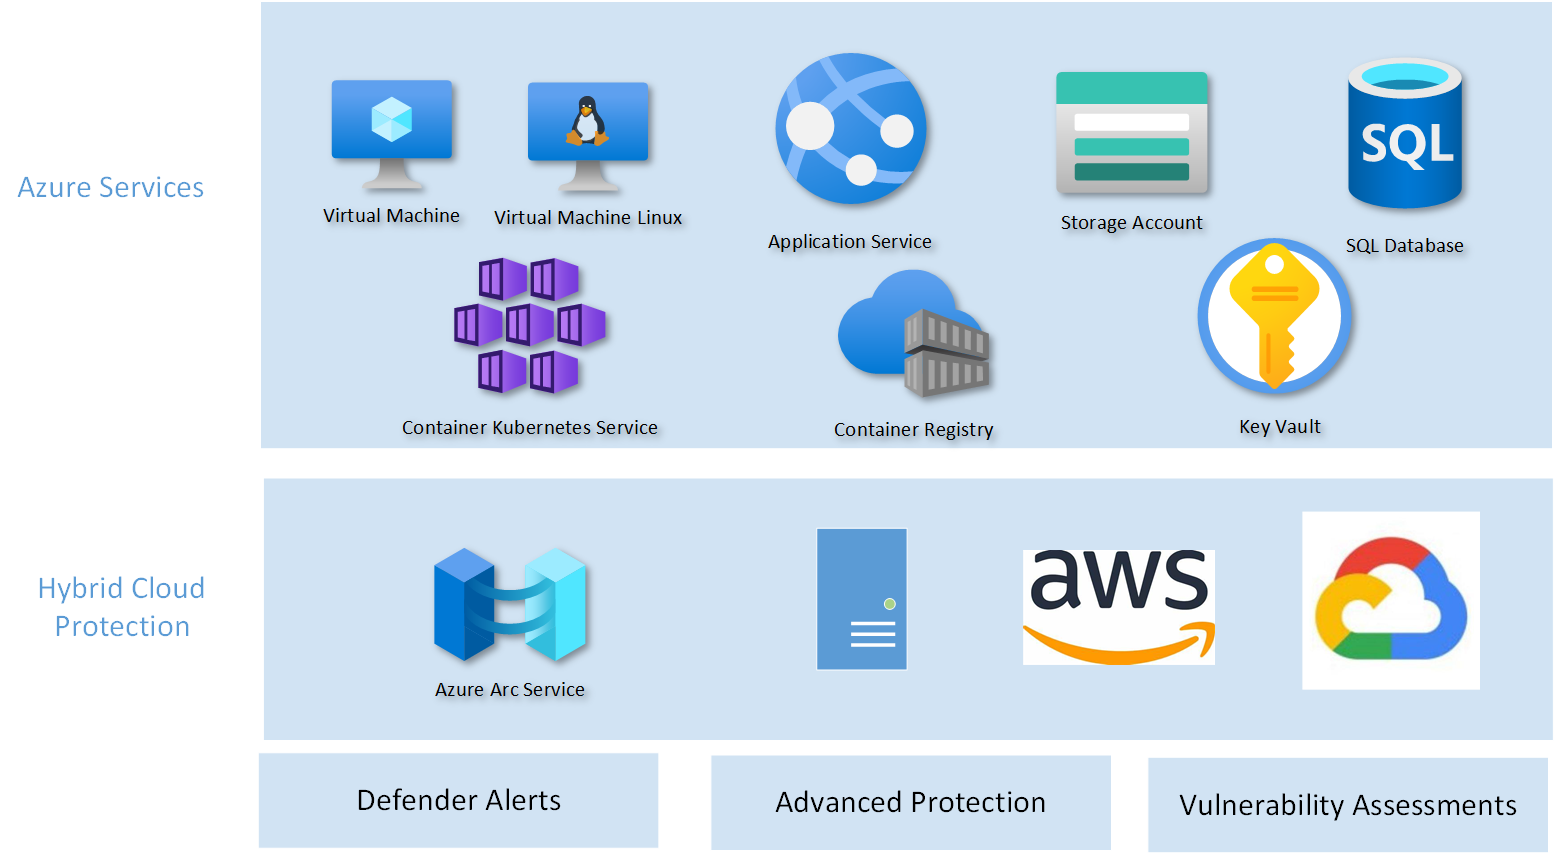 Azure Services
Virtual Machine
Virtual Machine Linux
Application Service
Storage Account
SQL
SQL Database
Container Kubernetes Service
Container Registry
Key Vault
Hybrid Cloud
Protection
Azure Arc Service
aws
Defender Alerts
Advanced Protection
Vulnerability Assessments